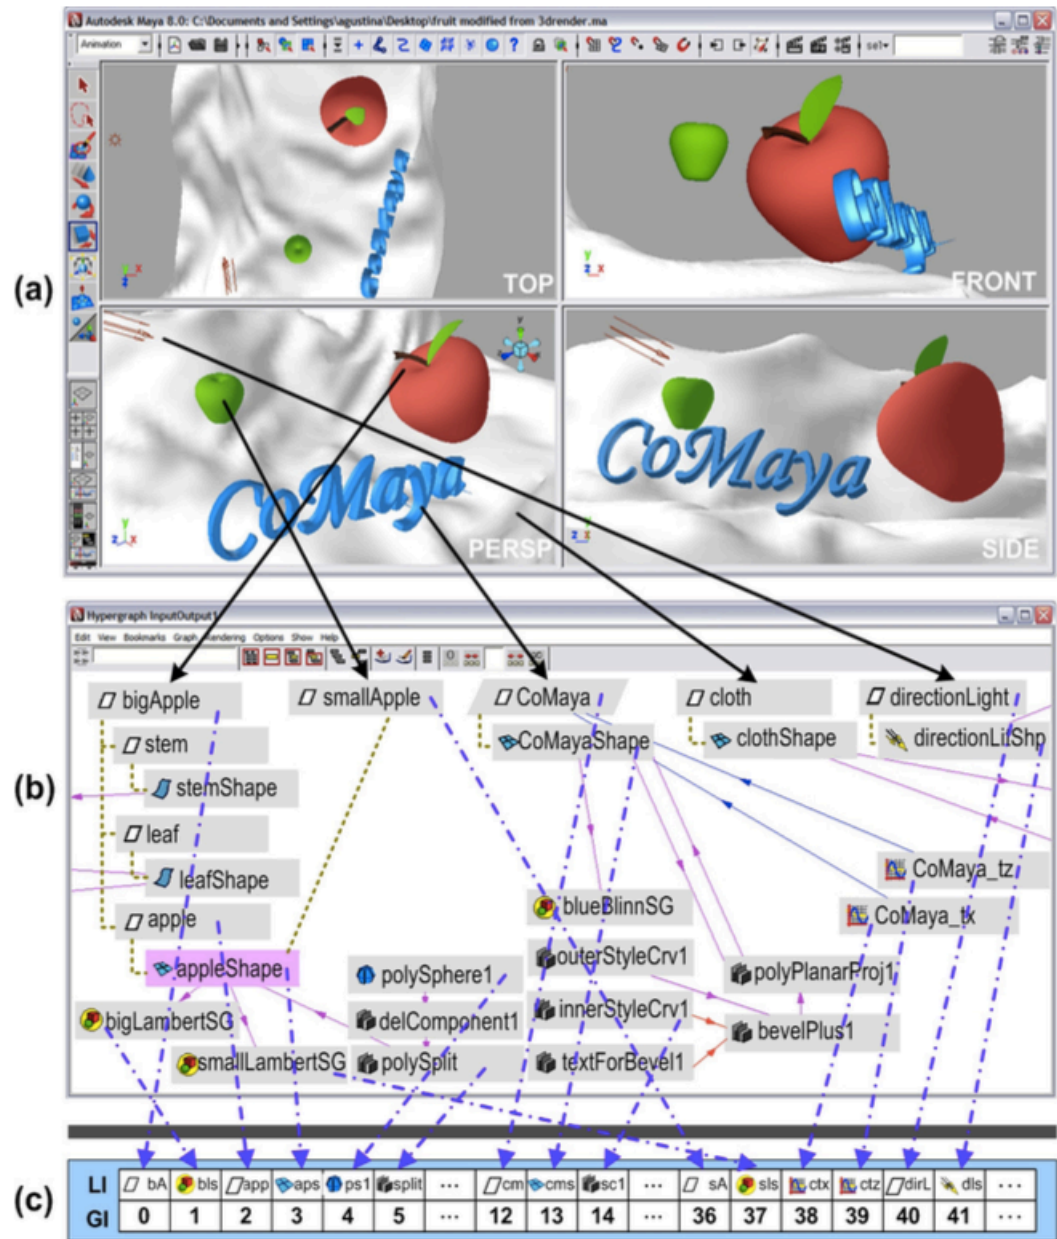 (a)
Autodesk Maya 8.0: C:\Documents and Settings\agustina\Desktop\fruit modified from 3drender.ma
Animation
sel
TOP
FRONT
PERSP
SIDE
CoMaya
CoMaya
(b)
Hypergraph InputOutput1
Edit View Bookmarks Graph Rendering Options Show Help
bigApple smallApple CoMaya cloth directionLight
stem CoMayaShape clothShape directionLitShp
stemShape
leaf
leafShape CoMaya_tz
apple blueBlinnSG CoMaya_tx
appleShape polySphere1 outerStyleCrv1 polyPlanarProj1
bigLambertSG delComponent1 innerStyleCrv1 bevelPlus1
smallLambertSG polySplit textForBevel1
(c)
LI bA bls app aps ps1 split ... cm cms sc1 ... sA sls ctx ctz dirL dls ...
GI 0 1 2 3 4 5 ... 12 13 14 ... 36 37 38 39 40 41 ...